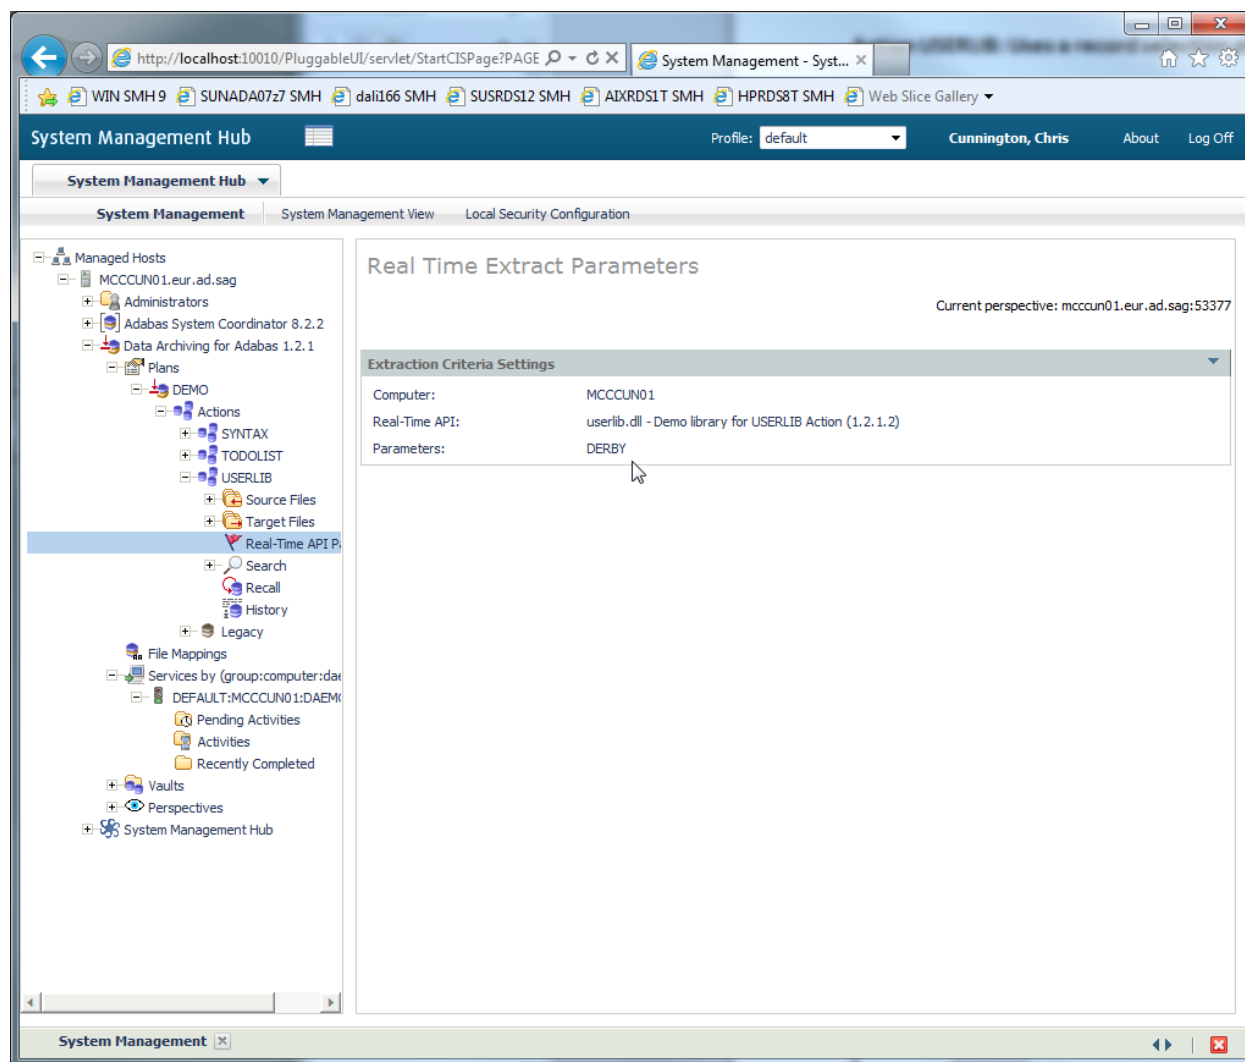 Action USERLIB: Uses a record se
http://localhost:10010/PluggableUI/servlet/StartCISPage?PAGE
System Management - Syst...
WIN SMH 9 SUNADA07z7 SMH dali166 SMH SUSRDS12 SMH AIXRDS1T SMH HPRDS8T SMH Web Slice Gallery
System Management Hub Profile: default Cunnington, Chris About Log Off
System Management Hub
System Management System Management View Local Security Configuration
Managed Hosts
MCCCUN01.eur.ad.sag
Administrators
Adabas System Coordinator 8.2.2
Data Archiving for Adabas 1.2.1
Plans
DEMO
Actions
SYNTAX
TODOLIST
USERLIB
Source Files
Target Files
Real-Time API Pa
Search
Recall
History
Legacy
File Mappings
Services by (group:computer:dae
DEFAULT:MCCCUN01:DAEMO
Pending Activities
Activities
Recently Completed
Vaults
Perspectives
System Management Hub
Real Time Extract Parameters
Current perspective: mcccun01.eur.ad.sag:53377
Extraction Criteria Settings
Computer: MCCCUN01
Real-Time API: userlib.dll - Demo library for USERLIB Action (1.2.1.2)
Parameters: DERBY
System Management